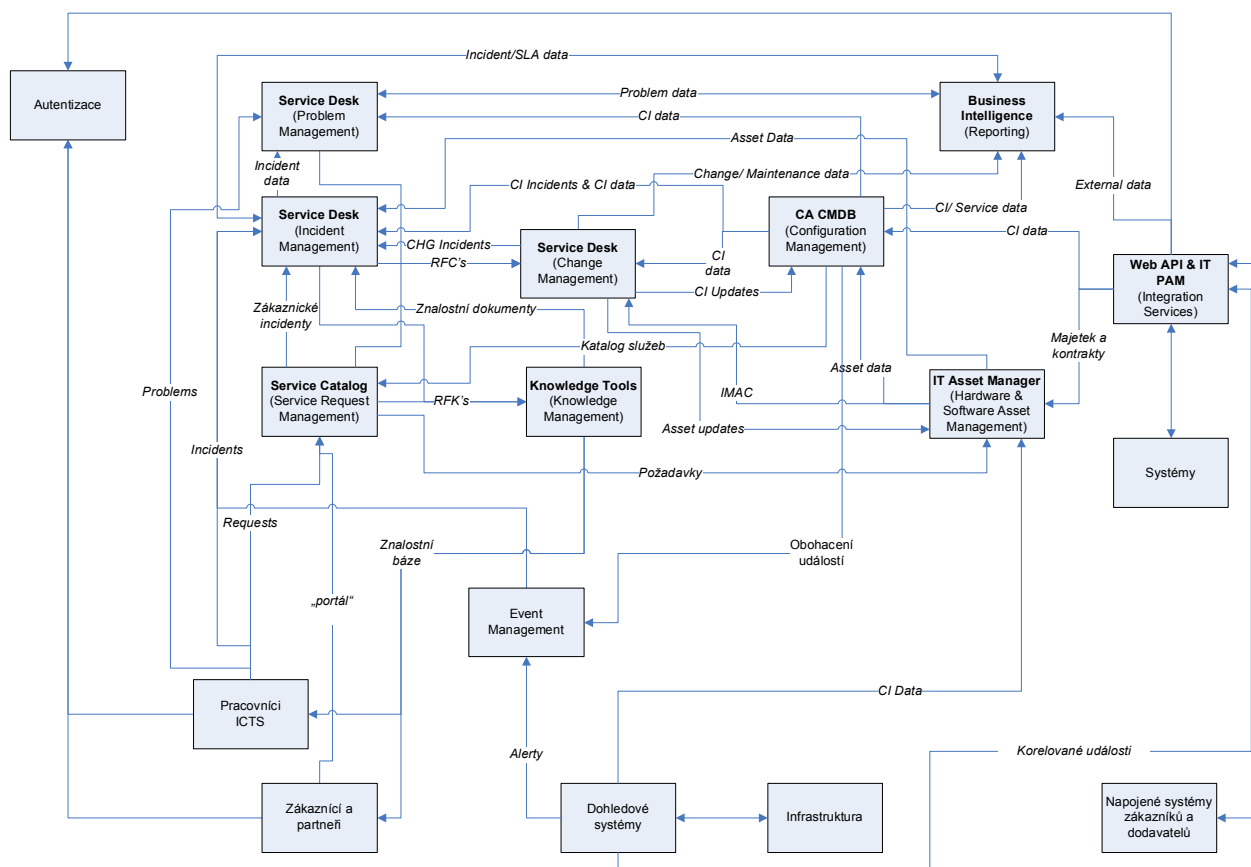 Incident/SLA data
Autentizace
Service Desk
(Problem
Management)
Problem data
CI data
Business
Intelligence
(Reporting)
Asset Data
Incident
data
CI Incidents & CI data
Change/ Maintenance data
External data
Service Desk
(Incident
Management)
CHG Incidents
RFC's
Service Desk
(Change
Management)
CI
data
CI Updates
CA CMDB
(Configuration
Management)
CI/ Service data
CI data
Web API & IT
PAM
(Integration
Services)
Zákaznické
incidenty
Znalostní dokumenty
Katalog služeb
Majetek a
kontrakty
Problems
Service Catalog
(Service Request
Management)
RFK's
Knowledge Tools
(Knowledge
Management)
IMAC
Asset data
IT Asset Manager
(Hardware &
Software Asset
Management)
Asset updates
Incidents
Požadavky
Systémy
Requests
Znalostní
báze
Obohacení
událostí
„portál“
Event
Management
Pracovníci
ICTS
CI Data
Alerty
Korelované události
Zákazníci a
partneři
Dohledové
systémy
Infrastruktura
Napojené systémy
zákazníků a
dodavatelů